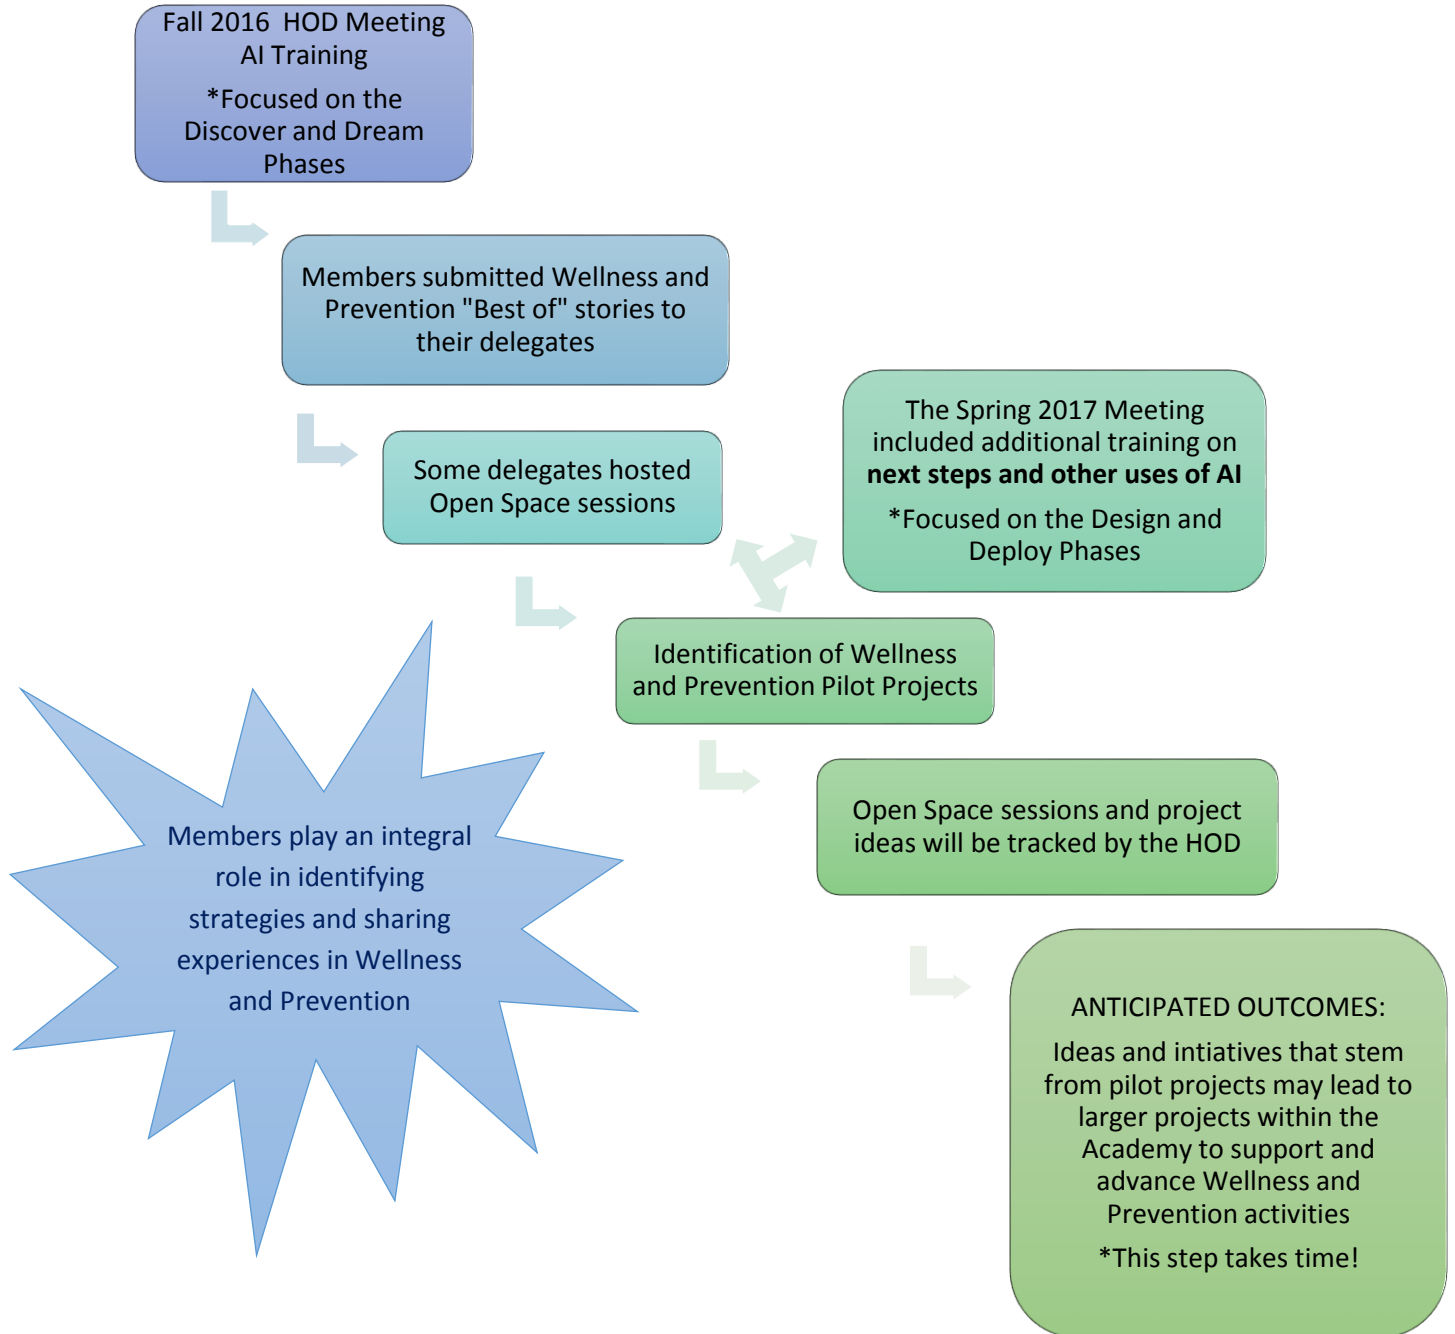 Fall 2016  HOD Meeting
AI Training
*Focused on the
Discover and Dream
Phases
Members submitted Wellness and
Prevention "Best of" stories to
their delegates
Some delegates hosted
Open Space sessions
The Spring 2017 Meeting
included additional training on
next steps and other uses of AI
*Focused on the Design and
Deploy Phases
Identification of Wellness
and Prevention Pilot Projects
Open Space sessions and project
ideas will be tracked by the HOD
ANTICIPATED OUTCOMES:
Ideas and intiatives that stem
from pilot projects may lead to
larger projects within the
Academy to support and
advance Wellness and
Prevention activities
*This step takes time!
Members play an integral
role in identifying
strategies and sharing
experiences in Wellness
and Prevention